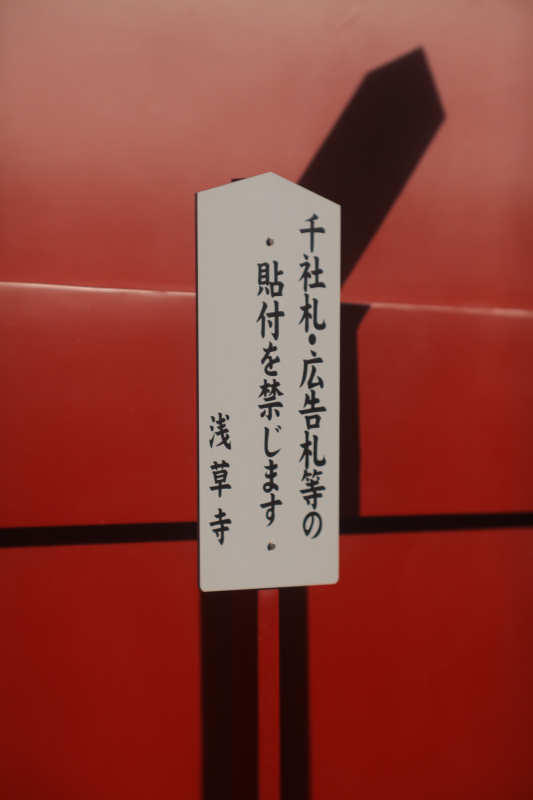 千社札・広告札等の
貼付を禁じます
浅草寺